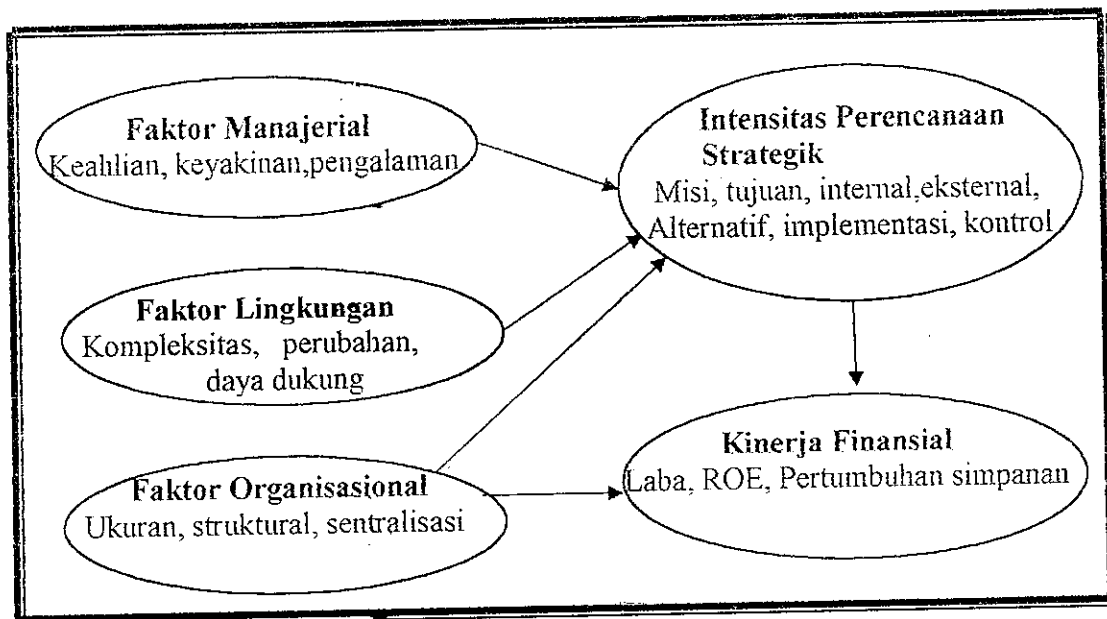 Faktor Manajerial
Keahlian, keyakinan,pengalaman
Intensitas Perencanaan
Strategik
Misi, tujuan, internal,eksternal,
Alternatif, implementasi, kontrol
Faktor Lingkungan
Kompleksitas, perubahan,
daya dukung
Faktor Organisasional
Ukuran, struktural, sentralisasi
Kinerja Finansial
Laba, ROE, Pertumbuhan simpanan